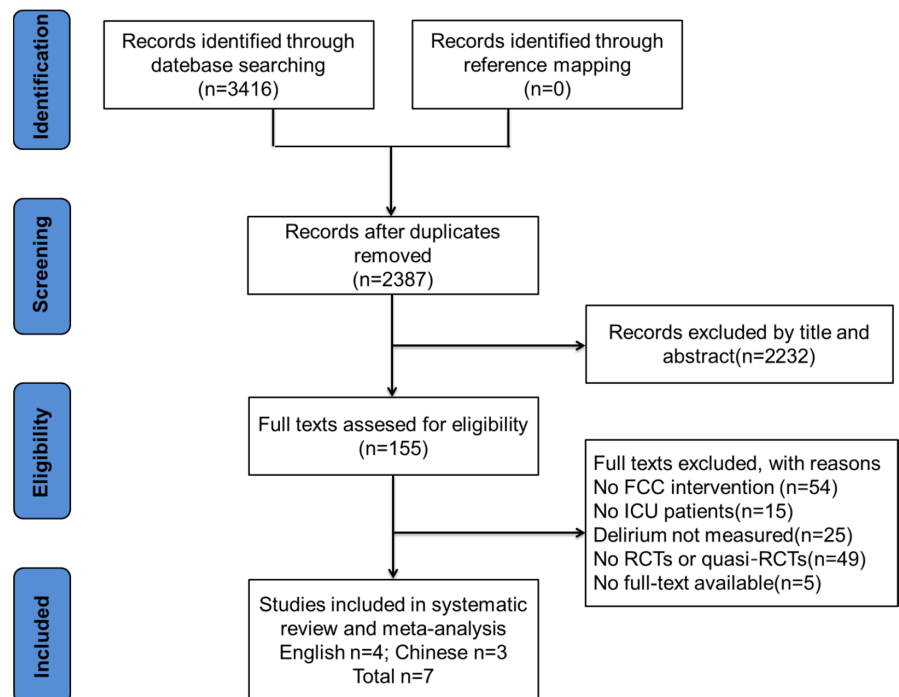 Identification
Records identified through
datebase searching
(n=3416)
Records identified through
reference mapping
(n=0)
Screening
Records after duplicates
removed
(n=2387)
Records excluded by title and
abstract(n=2232)
Eligibility
Full texts assesed for eligibility
(n=155)
Full texts excluded, with reasons
No FCC intervention (n=54)
No ICU patients(n=15)
Delirium not measured(n=25)
No RCTs or quasi-RCTs(n=49)
No full-text available(n=5)
Included
Studies included in systematic
review and meta-analysis
English n=4; Chinese n=3
Total n=7